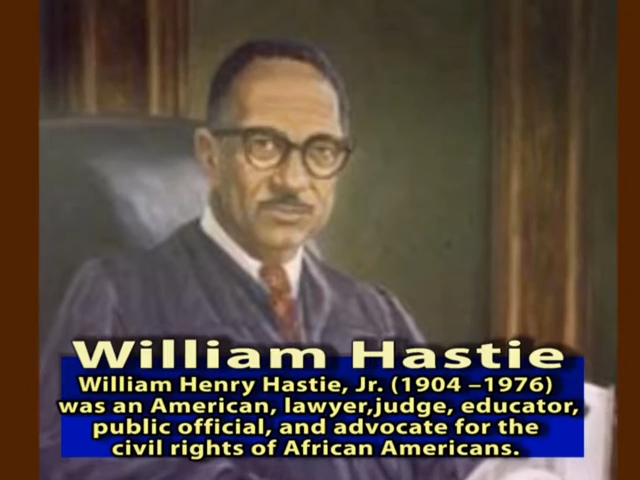 William Hastie
William Henry Hastie, Jr. (1904 –1976)
was an American, lawyer,judge, educator,
public official, and advocate for the
civil rights of African Americans.